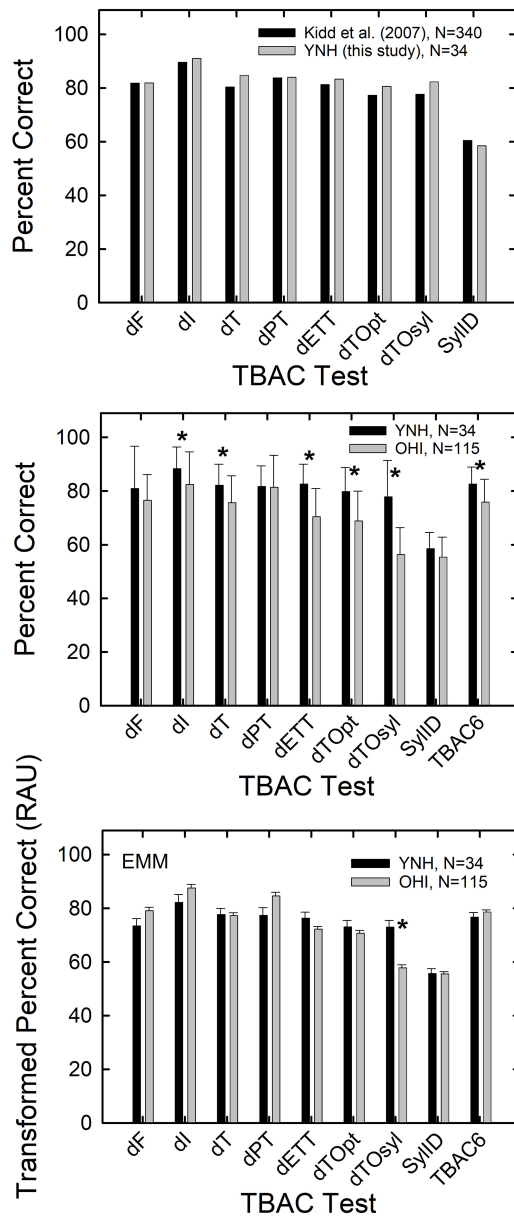 Kidd et al. (2007), N=340
YNH (this study), N=34
Percent Correct
100
80
60
40
20
0
dF
dI
dT
dPT
dETT
dTOpt
dTOsyl
SylID
TBAC Test
YNH, N=34
OHI, N=115
Percent Correct
100
80
60
40
20
0
* * * * * *
dF
dI
dT
dPT
dETT
dTOpt
dTOsyl
SylID
TBAC6
TBAC Test
EMM
YNH, N=34
OHI, N=115
Transformed Percent Correct (RAU)
100
80
60
40
20
0
*
dF
dI
dT
dPT
dETT
dTOpt
dTOsyl
SylID
TBAC6
TBAC Test